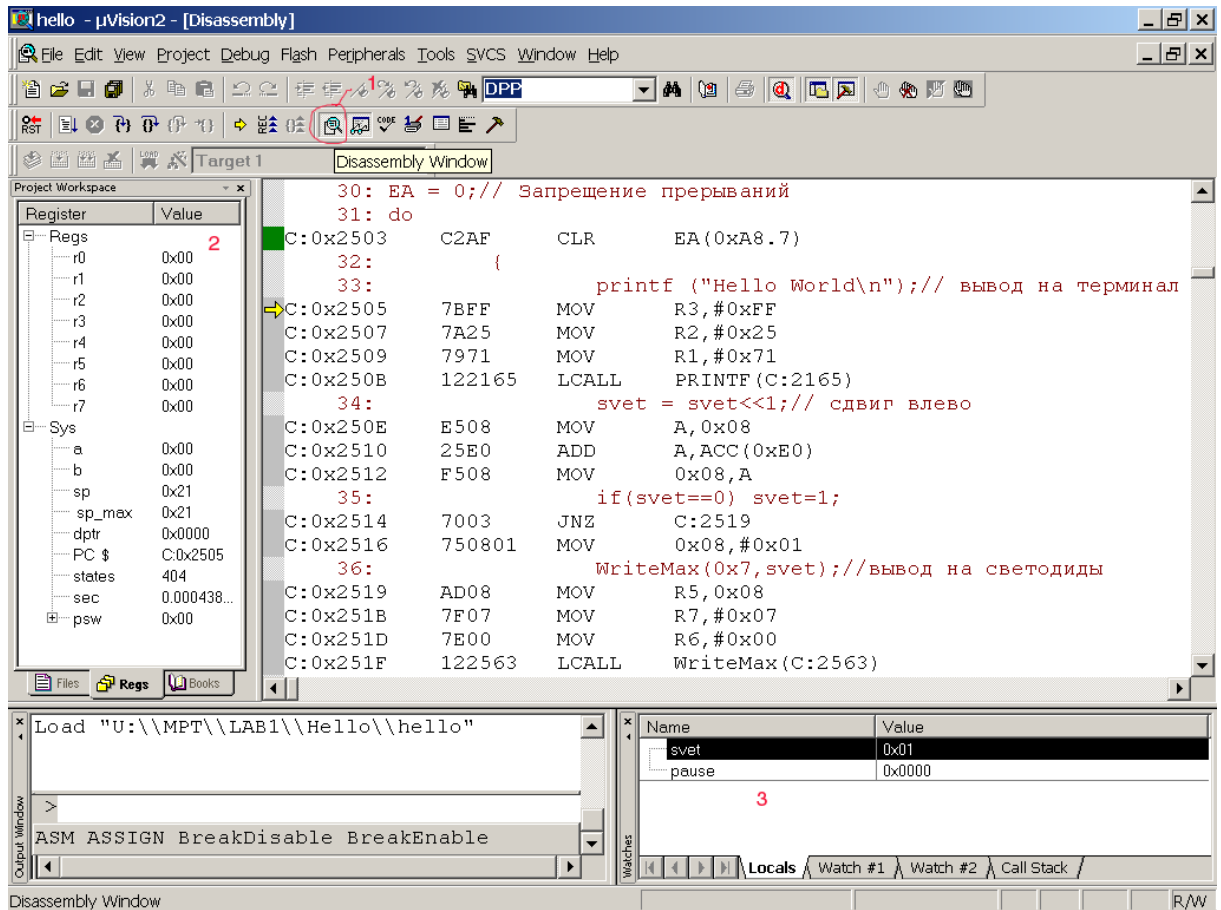 hello - µVision2 - [Disassembly]
File Edit View Project Debug Flash Peripherals Tools SVCS Window Help
1
DPP
RST
CODE
LOAD
Target 1
Disassembly Window
Project Workspace
Register Value
Regs
2
r0 0x00
r1 0x00
r2 0x00
r3 0x00
r4 0x00
r5 0x00
r6 0x00
r7 0x00
Sys
a 0x00
b 0x00
sp 0x21
sp_max 0x21
dptr 0x0000
PC $ C:0x2505
states 404
sec 0.000438...
psw 0x00
Files Regs Books
30: EA = 0;// Запрещение прерываний
31: do
C:0x2503 C2AF CLR EA(0xA8.7)
32: {
33: printf ("Hello World\n");// вывод на терминал
C:0x2505 7BFF MOV R3,#0xFF
C:0x2507 7A25 MOV R2,#0x25
C:0x2509 7971 MOV R1,#0x71
C:0x250B 122165 LCALL PRINTF(C:2165)
34: svet = svet<<1;// сдвиг влево
C:0x250E E508 MOV A,0x08
C:0x2510 25E0 ADD A,ACC(0xE0)
C:0x2512 F508 MOV 0x08,A
35: if(svet==0) svet=1;
C:0x2514 7003 JNZ C:2519
C:0x2516 750801 MOV 0x08,#0x01
36: WriteMax(0x7,svet);//вывод на светодиды
C:0x2519 AD08 MOV R5,0x08
C:0x251B 7F07 MOV R7,#0x07
C:0x251D 7E00 MOV R6,#0x00
C:0x251F 122563 LCALL WriteMax(C:2563)
Load "U:\\MPT\\LAB1\\Hello\\hello"
>
ASM ASSIGN BreakDisable BreakEnable
Output Window
Name Value
svet 0x01
pause 0x0000
3
Watches
Locals Watch #1 Watch #2 Call Stack
Disassembly Window
R/W